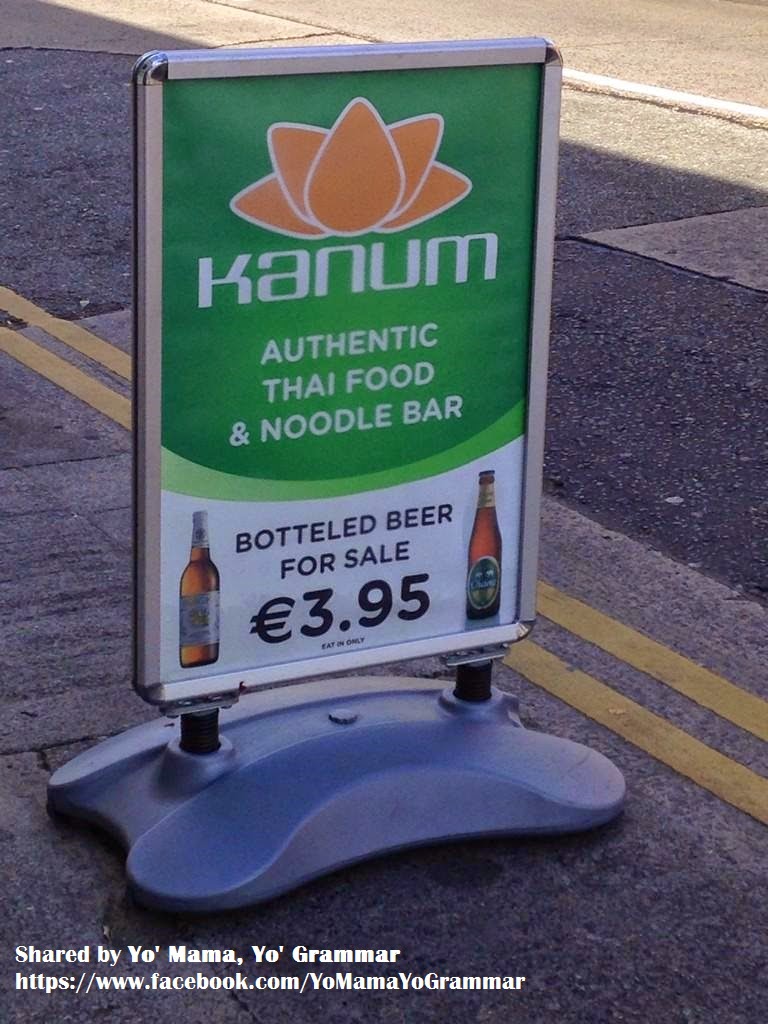 Kanum
AUTHENTIC
THAI FOOD
& NOODLE BAR
BOTTELED BEER
FOR SALE
€3.95
EAT IN ONLY
Chang
Shared by Yo' Mama, Yo' Grammar
https://www.facebook.com/YoMamaYoGrammar